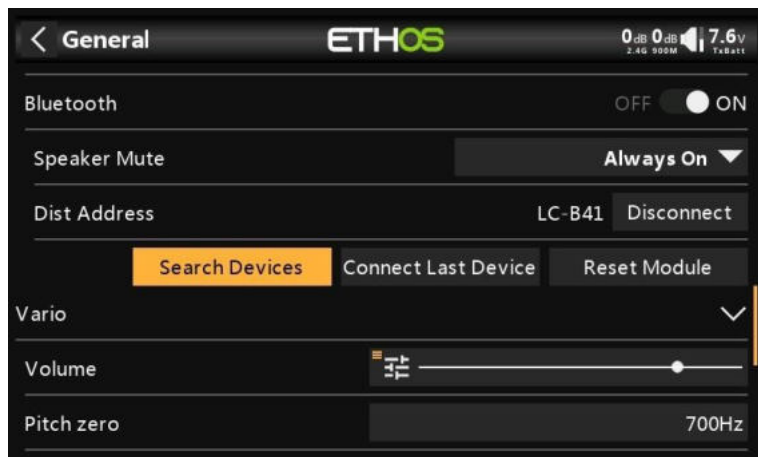 General ETHOS 0dB 0dB 7.6V
2.4G 900M TxBatt
Bluetooth OFF ON
Speaker Mute Always On
Dist Address LC-B41 Disconnect
Search Devices Connect Last Device Reset Module
Vario
Volume
Pitch zero 700Hz